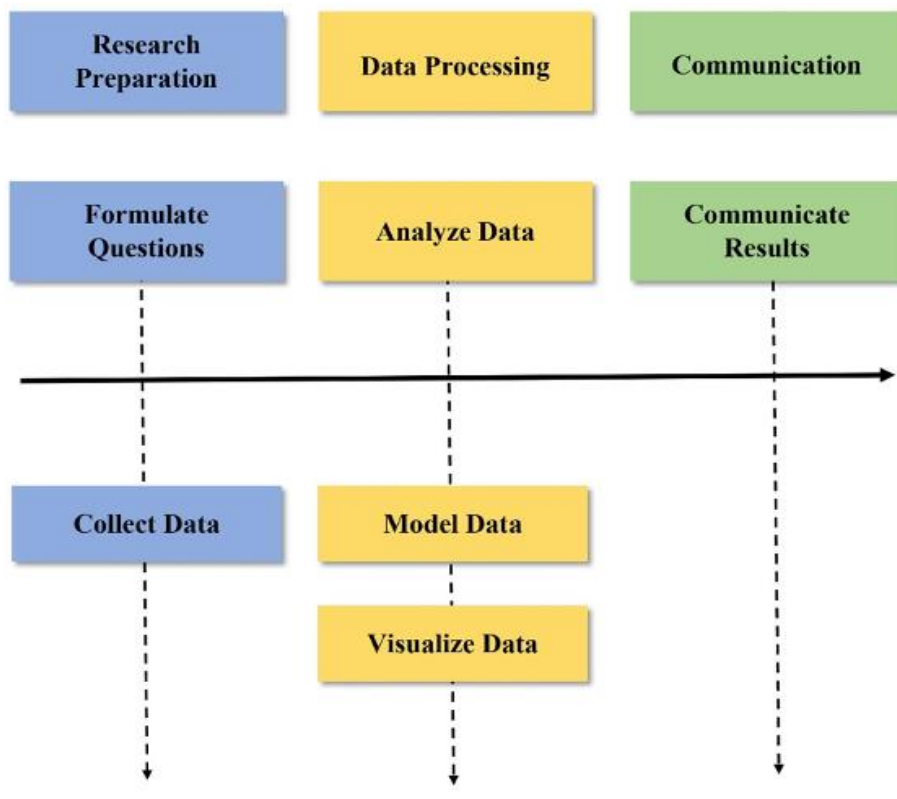 Research
Preparation
Data Processing
Communication
Formulate
Questions
Analyze Data
Communicate
Results
Collect Data
Model Data
Visualize Data